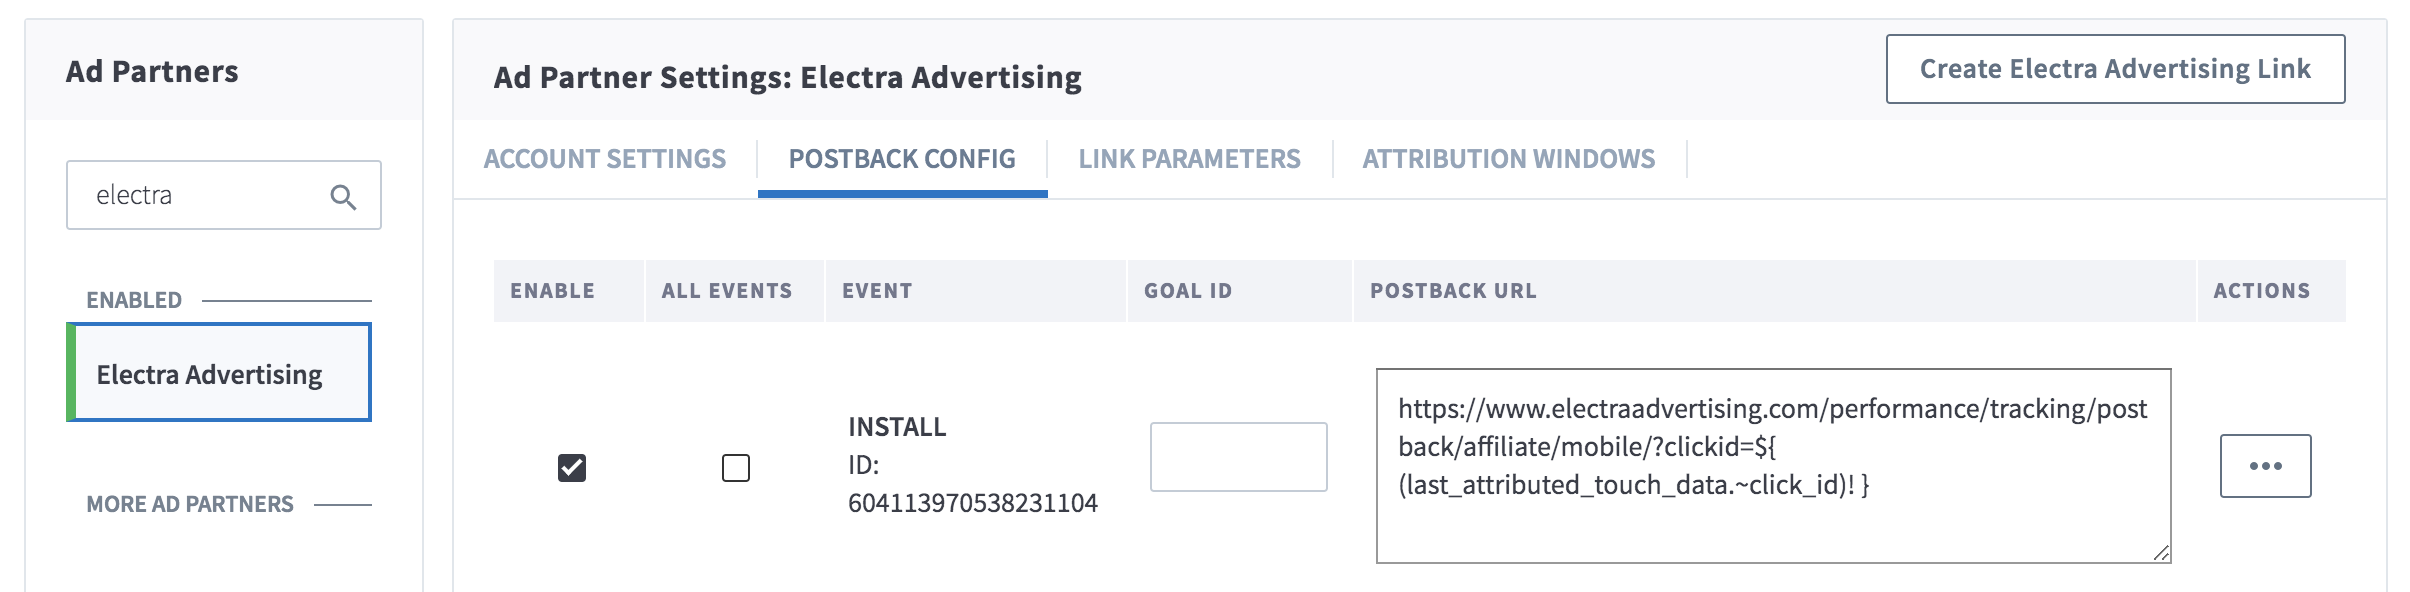 Ad Partners
electra
ENABLED
Electra Advertising
MORE AD PARTNERS
Ad Partner Settings: Electra Advertising
Create Electra Advertising Link
ACCOUNT SETTINGS
POSTBACK CONFIG
LINK PARAMETERS
ATTRIBUTION WINDOWS
ENABLE
ALL EVENTS
EVENT
GOAL ID
POSTBACK URL
ACTIONS
INSTALL
ID:
604113970538231104
https://www.electraadvertising.com/performance/tracking/post
back/affiliate/mobile/?clickid=${
(last_attributed_touch_data.~click_id)! }